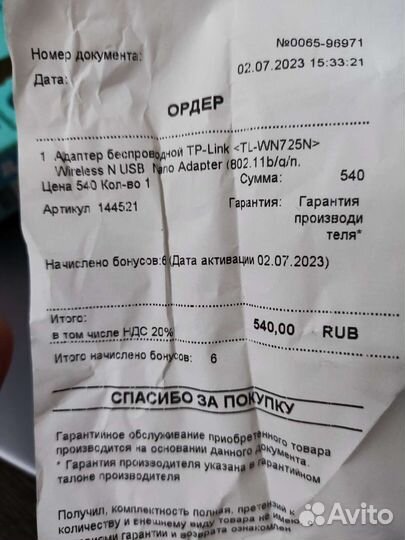 №0065-96971
Номер документа:
02.07.2023 15:33:21
Дата:
ОРДЕР
1 Адаптер беспроводной TP-Link <TL-WN725N>
Wireless N USB Nano Adapter (802.11b/g/n,
Цена 540 Кол-во 1 Сумма: 540
Артикул 144521 Гарантия: Гарантия
производи
теля*
Начислено бонусов:6(Дата активации 02.07.2023)
Итого:
в том числе НДС 20% 540,00 RUB
Итого начислено бонусов: 6
СПАСИБО ЗА ПОКУПКУ
Гарантийное обслуживание приобретенного товара
производится на основании данного документа.
* Гарантия производителя указана в гарантийном
талоне производителя
Получил, комплектность полная, претензий к
количеству и внешнему виду товара не имею
гарантии и возврата ознакомлен
Avito